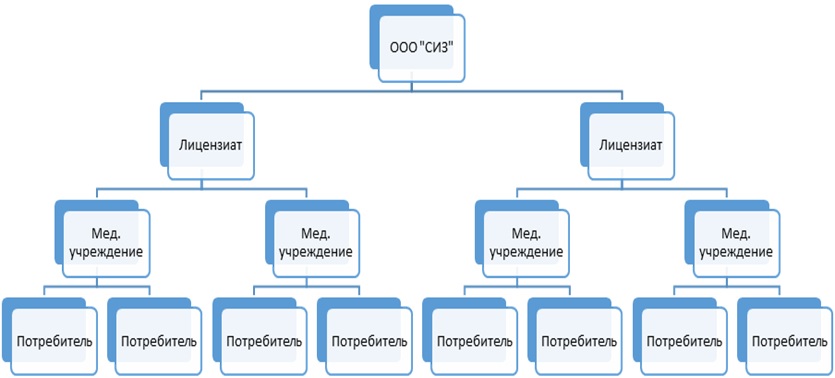 ООО "СИЗ"
Лицензиат
Лицензиат
Мед.
учреждение
Мед.
учреждение
Мед.
учреждение
Мед.
учреждение
Потребитель
Потребитель
Потребитель
Потребитель
Потребитель
Потребитель
Потребитель
Потребитель